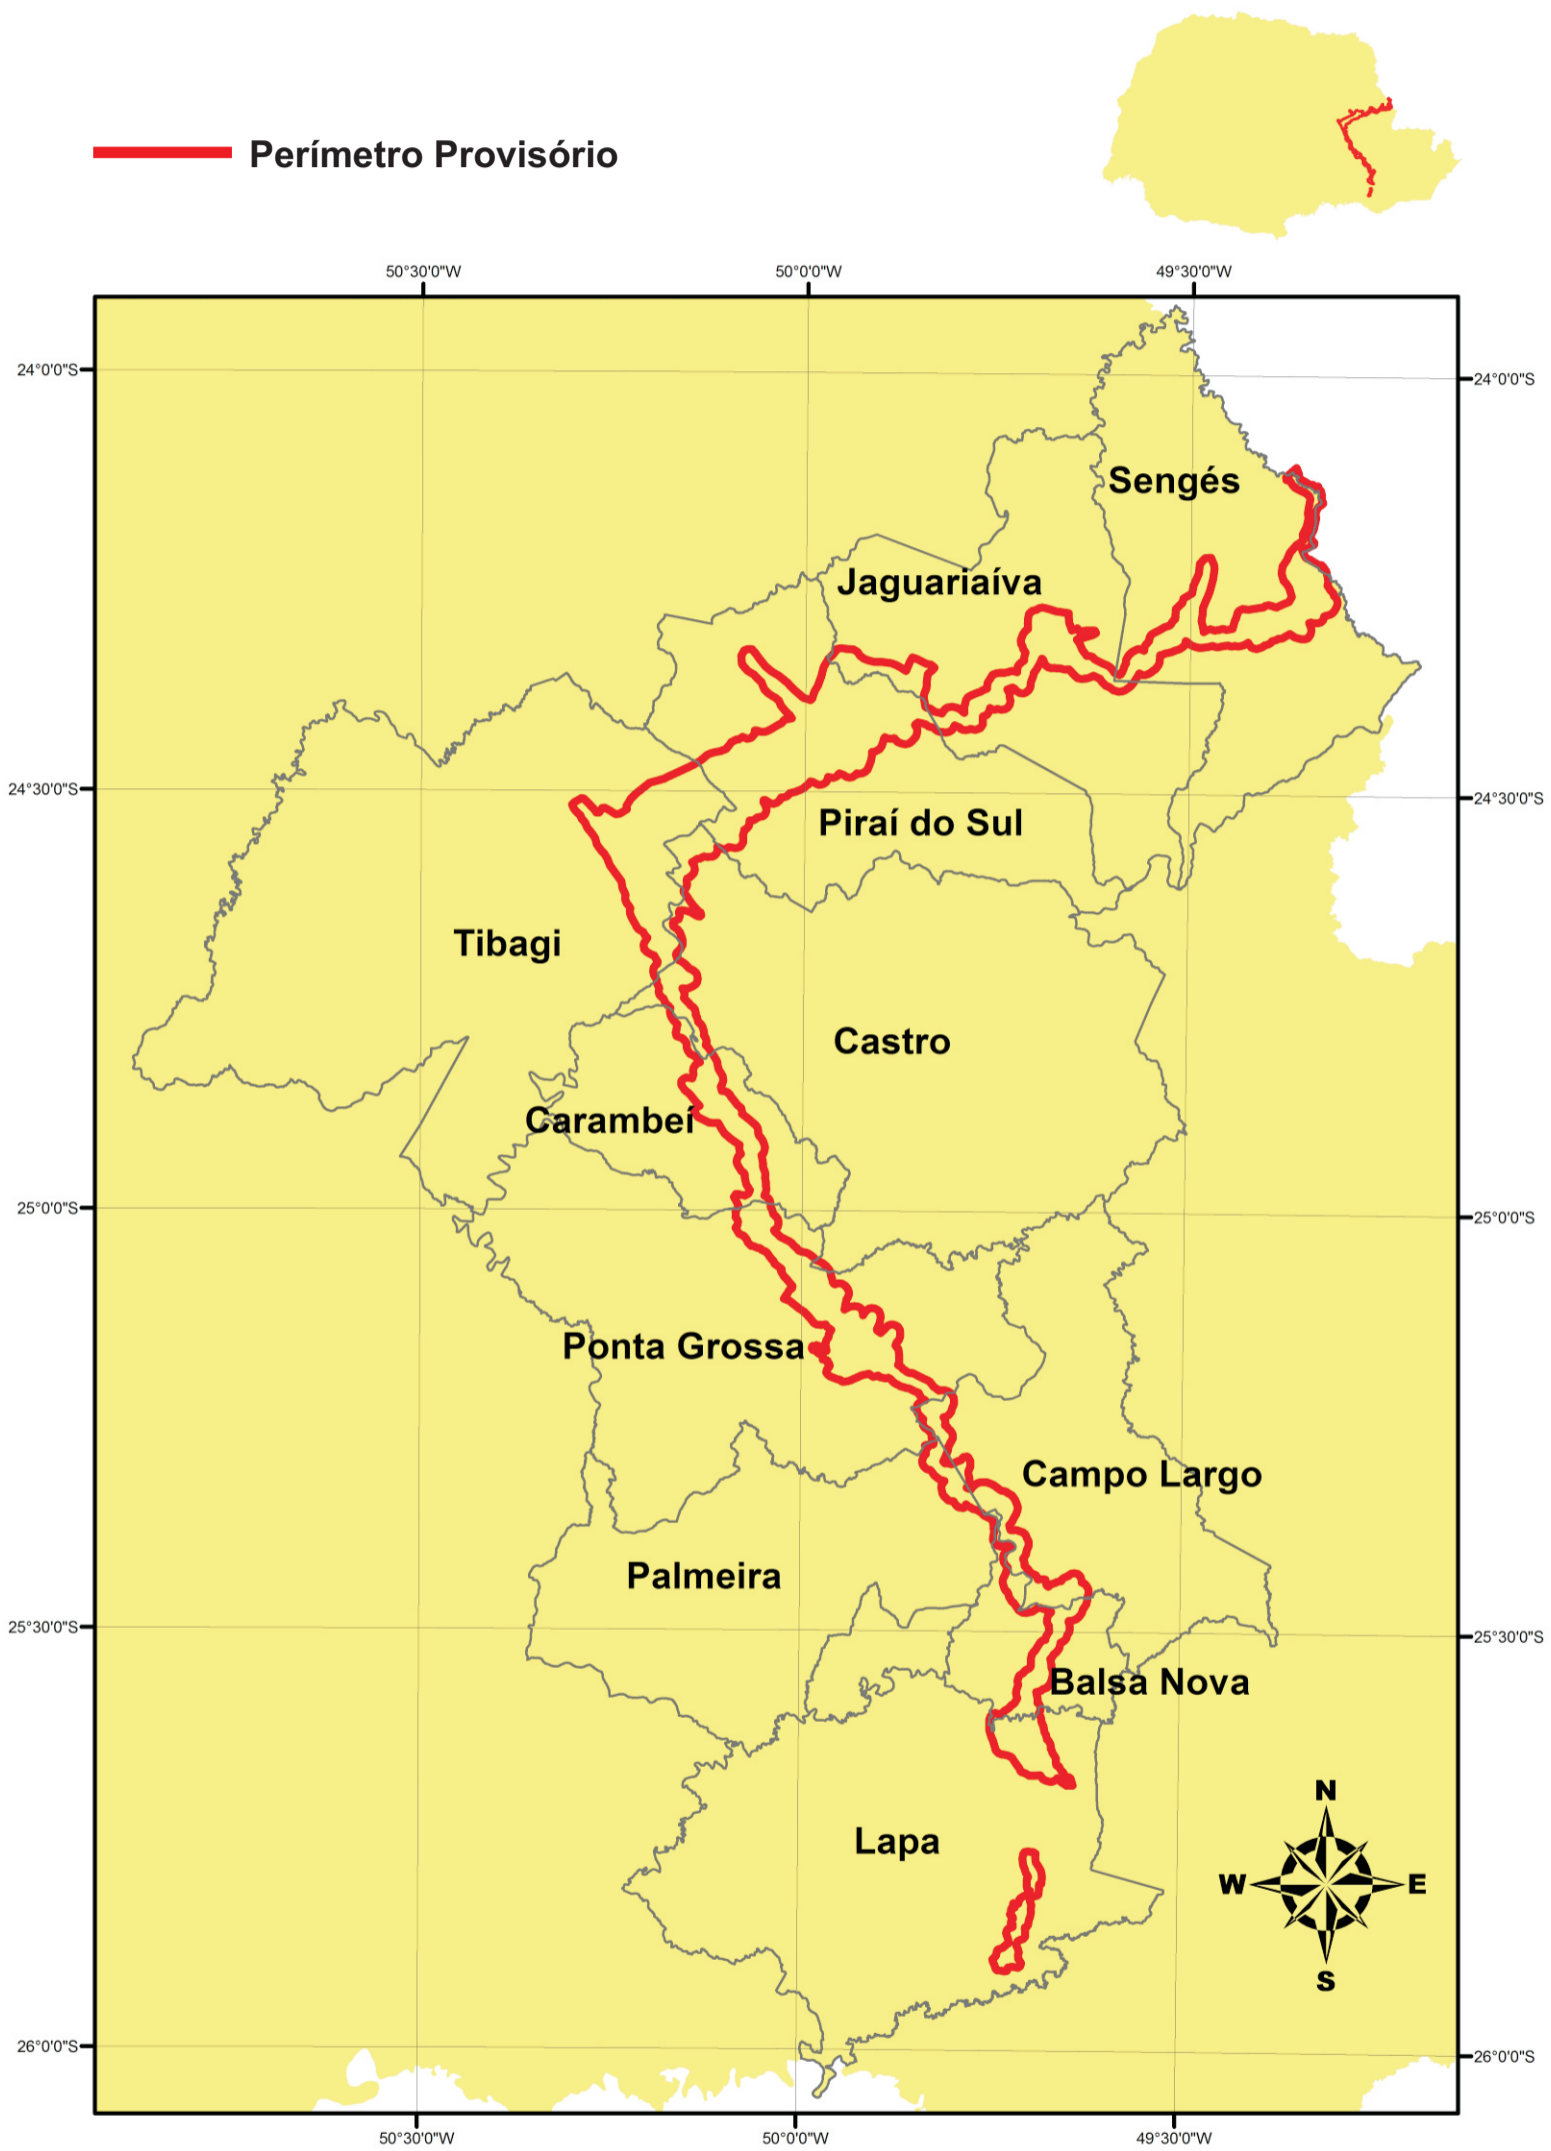 Perímetro Provisório
50°30'0"W
50°0'0"W
49°30'0"W
24°0'0"S
24°0'0"S
Sengés
Jaguariaíva
24°30'0"S
24°30'0"S
Piraí do Sul
Tibagi
Castro
Carambeí
25°0'0"S
25°0'0"S
Ponta Grossa
Campo Largo
Palmeira
25°30'0"S
25°30'0"S
Balsa Nova
N
Lapa
W
E
S
26°0'0"S
26°0'0"S
50°30'0"W
50°0'0"W
49°30'0"W